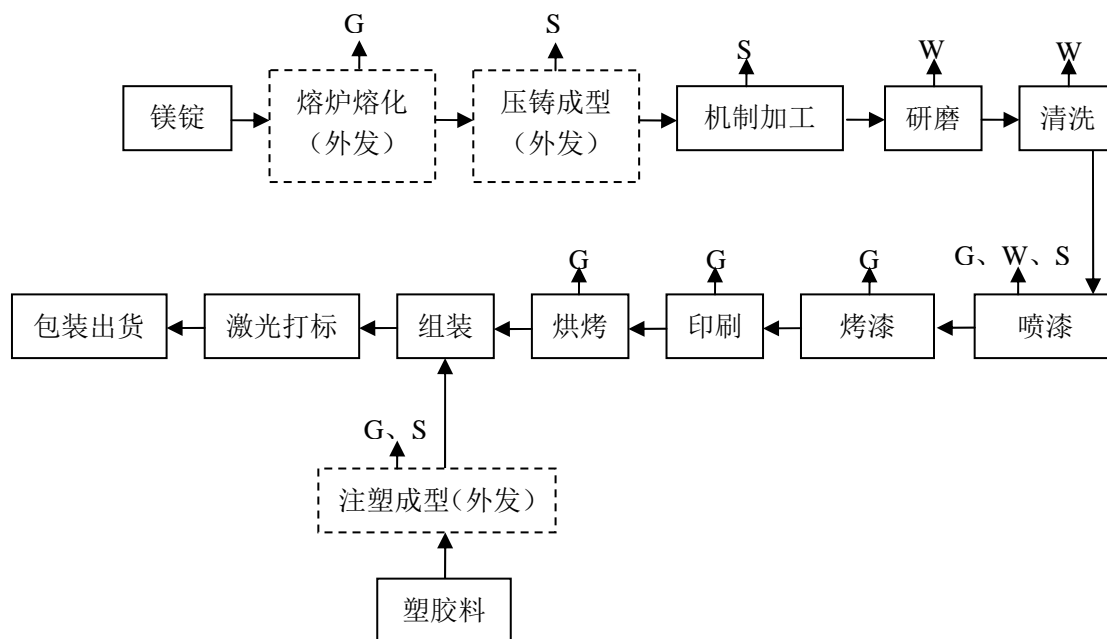 G
S
S
W
W
镁锭
熔炉熔化
（外发）
压铸成型
（外发）
机制加工
研磨
清洗
G、W、S
G
G
G
包装出货
激光打标
组装
烘烤
印刷
烤漆
喷漆
G、S
注塑成型（外发）
塑胶料